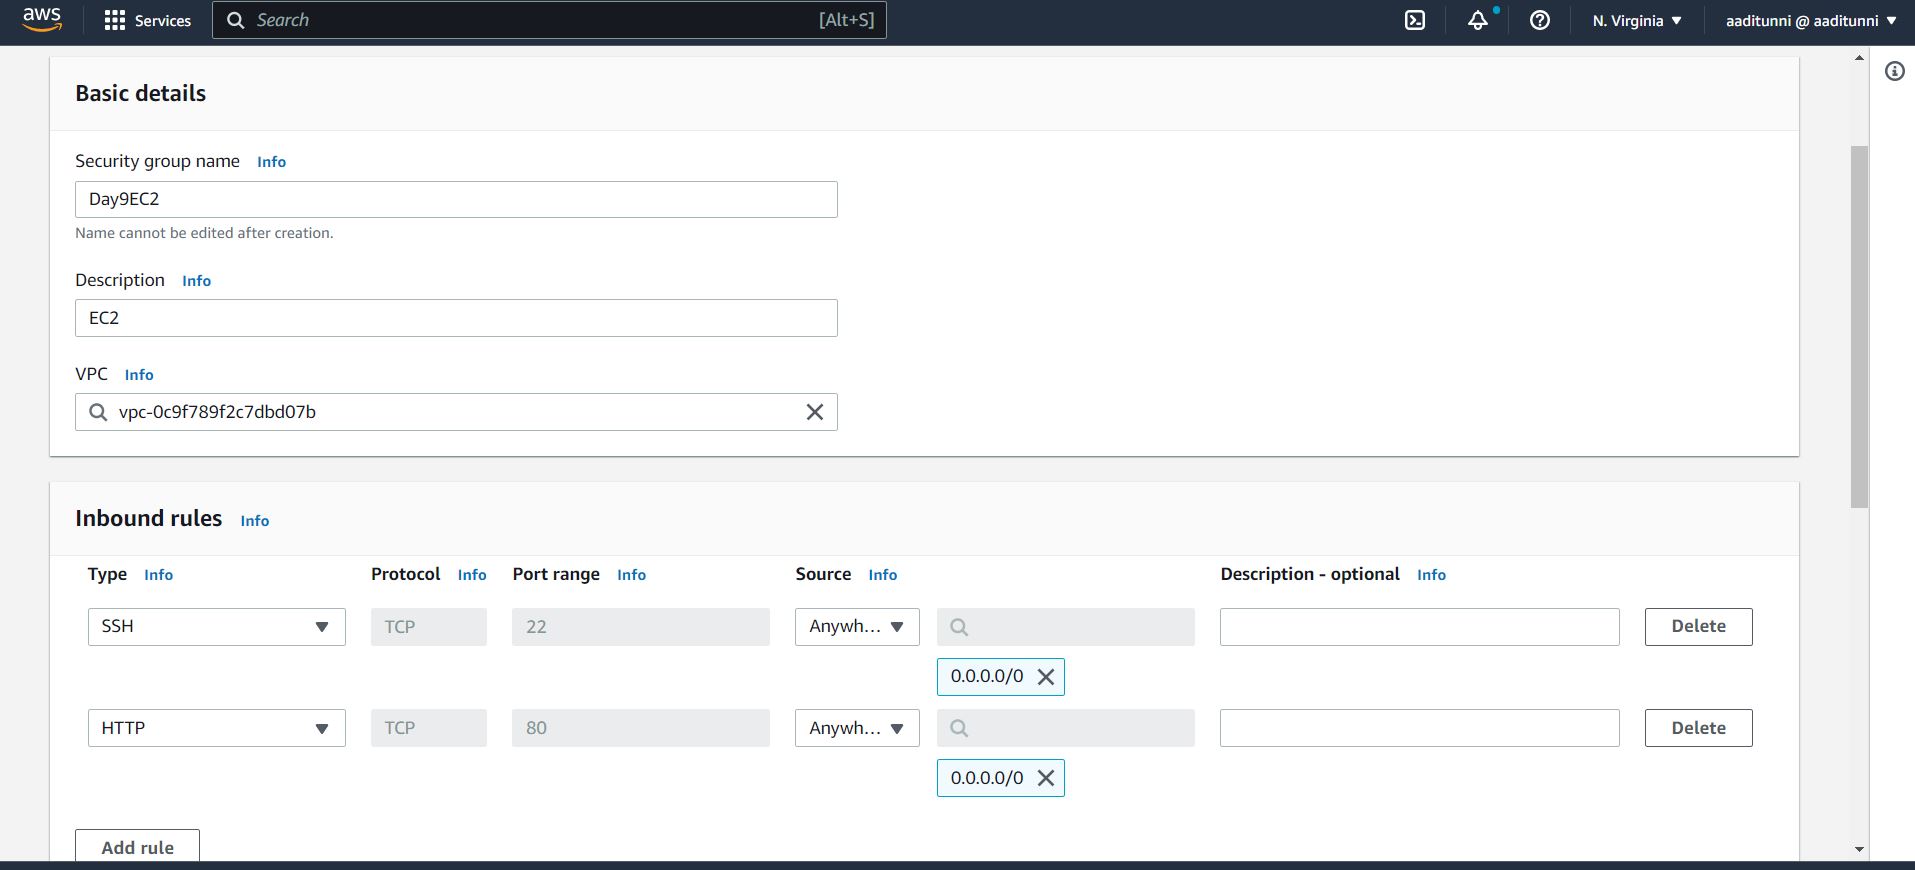 aws Services Search [Alt+S] N. Virginia aaditunni @ aaditunni
Basic details
Security group name Info
Day9EC2
Name cannot be edited after creation.
Description Info
EC2
VPC Info
vpc-0c9f789f2c7dbd07b
Inbound rules Info
Type Info Protocol Info Port range Info Source Info Description - optional Info
SSH TCP 22 Anywh... Delete
0.0.0.0/0
HTTP TCP 80 Anywh... Delete
0.0.0.0/0
Add rule